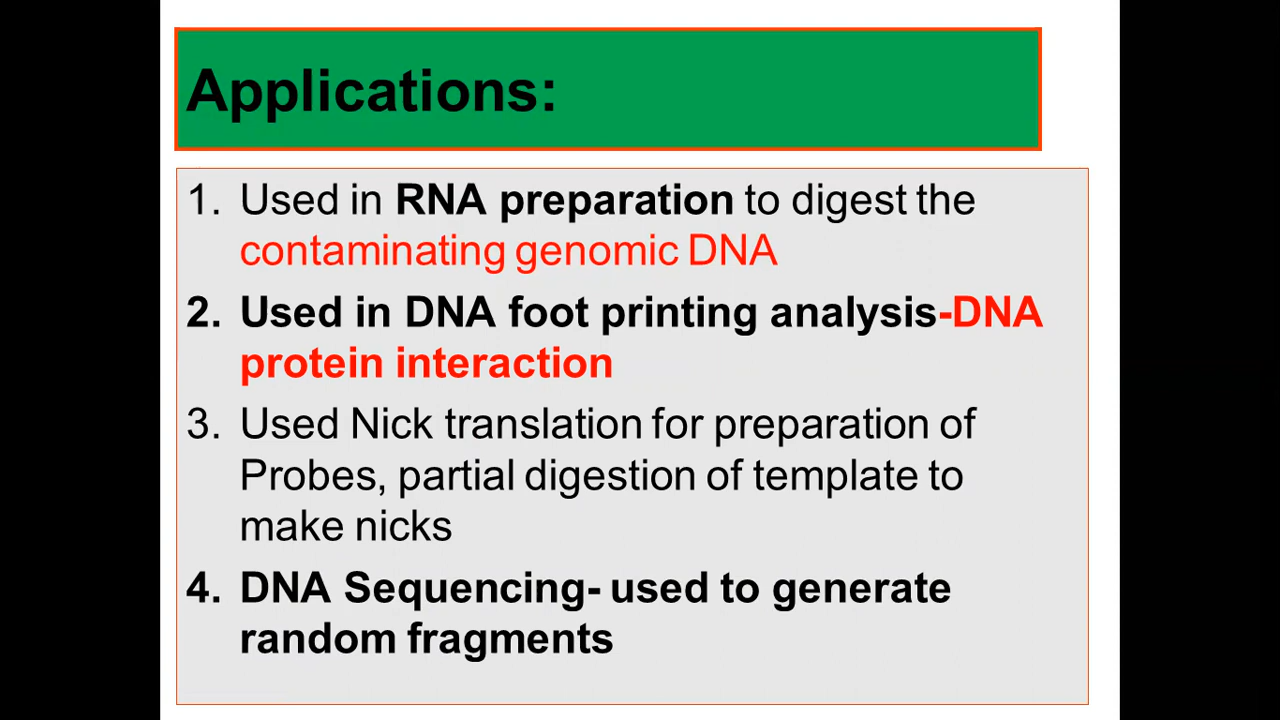 Applications:
1. Used in RNA preparation to digest the
contaminating genomic DNA
2. Used in DNA foot printing analysis-DNA
protein interaction
3. Used Nick translation for preparation of
Probes, partial digestion of template to
make nicks
4. DNA Sequencing- used to generate
random fragments